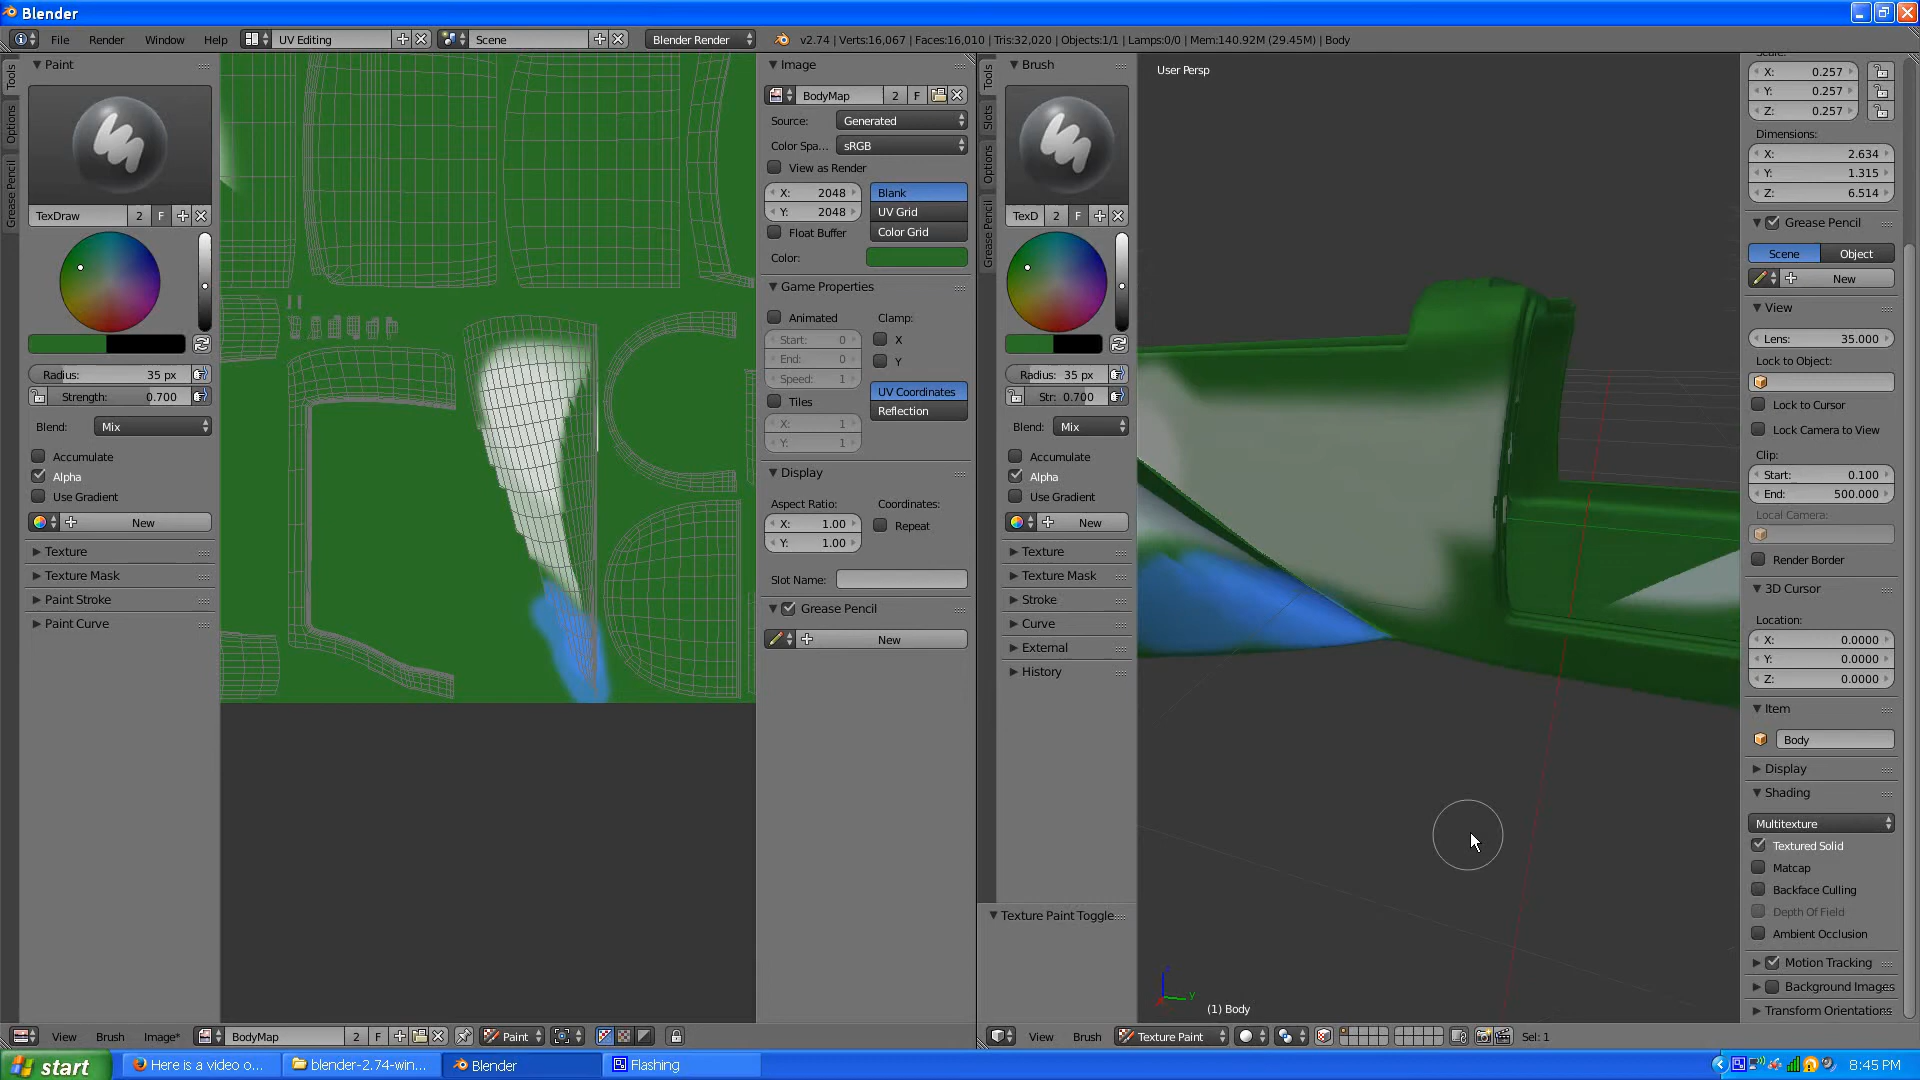 Blender
File Render Window Help UV Editing Scene Blender Render v2.74 | Verts:16,067 | Faces:16,010 | Tris:32,020 | Objects:1/1 | Lamps:0/0 | Mem:140.92M (29.45M) | Body
Tools
Options
Grease Pencil
Paint
TexDraw 2 F
Radius: 35 px
Strength: 0.700
Blend: Mix
Accumulate
Alpha
Use Gradient
New
Texture
Texture Mask
Paint Stroke
Paint Curve
Image
BodyMap 2 F
Source: Generated
Color Spa... sRGB
View as Render
X: 2048 Blank
Y: 2048 UV Grid
Float Buffer Color Grid
Color:
Game Properties
Animated Clamp:
Start: 0 X
End: 0 Y
Speed: 1
Tiles UV Coordinates
X: 1 Reflection
Y: 1
Display
Aspect Ratio: Coordinates:
X: 1.00 Repeat
Y: 1.00
Slot Name:
Grease Pencil
New
Tools
Slots
Options
Grease Pencil
Brush
TexD 2 F
Radius: 35 px
Str: 0.700
Blend: Mix
Accumulate
Alpha
Use Gradient
New
Texture
Texture Mask
Stroke
Curve
External
History
Texture Paint Toggle
User Persp
(1) Body
X: 0.257
Y: 0.257
Z: 0.257
Dimensions:
X: 2.634
Y: 1.315
Z: 6.514
Grease Pencil
Scene Object
New
View
Lens: 35.000
Lock to Object:
Lock to Cursor
Lock Camera to View
Clip:
Start: 0.100
End: 500.000
Local Camera:
Render Border
3D Cursor
Location:
X: 0.0000
Y: 0.0000
Z: 0.0000
Item
Body
Display
Shading
Multitexture
Textured Solid
Matcap
Backface Culling
Depth Of Field
Ambient Occlusion
Motion Tracking
Background Images
Transform Orientations
View Brush Image* BodyMap 2 F Paint
View Brush Texture Paint Sel: 1
start Here is a video o... blender-2.74-win... Blender Flashing 8:45 PM